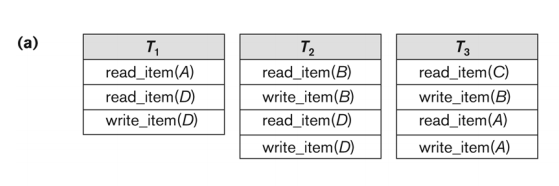 (a)
T1 T2 T3
read_item(A) read_item(B) read_item(C)
read_item(D) write_item(B) write_item(B)
write_item(D) read_item(D) read_item(A)
write_item(D) write_item(A)